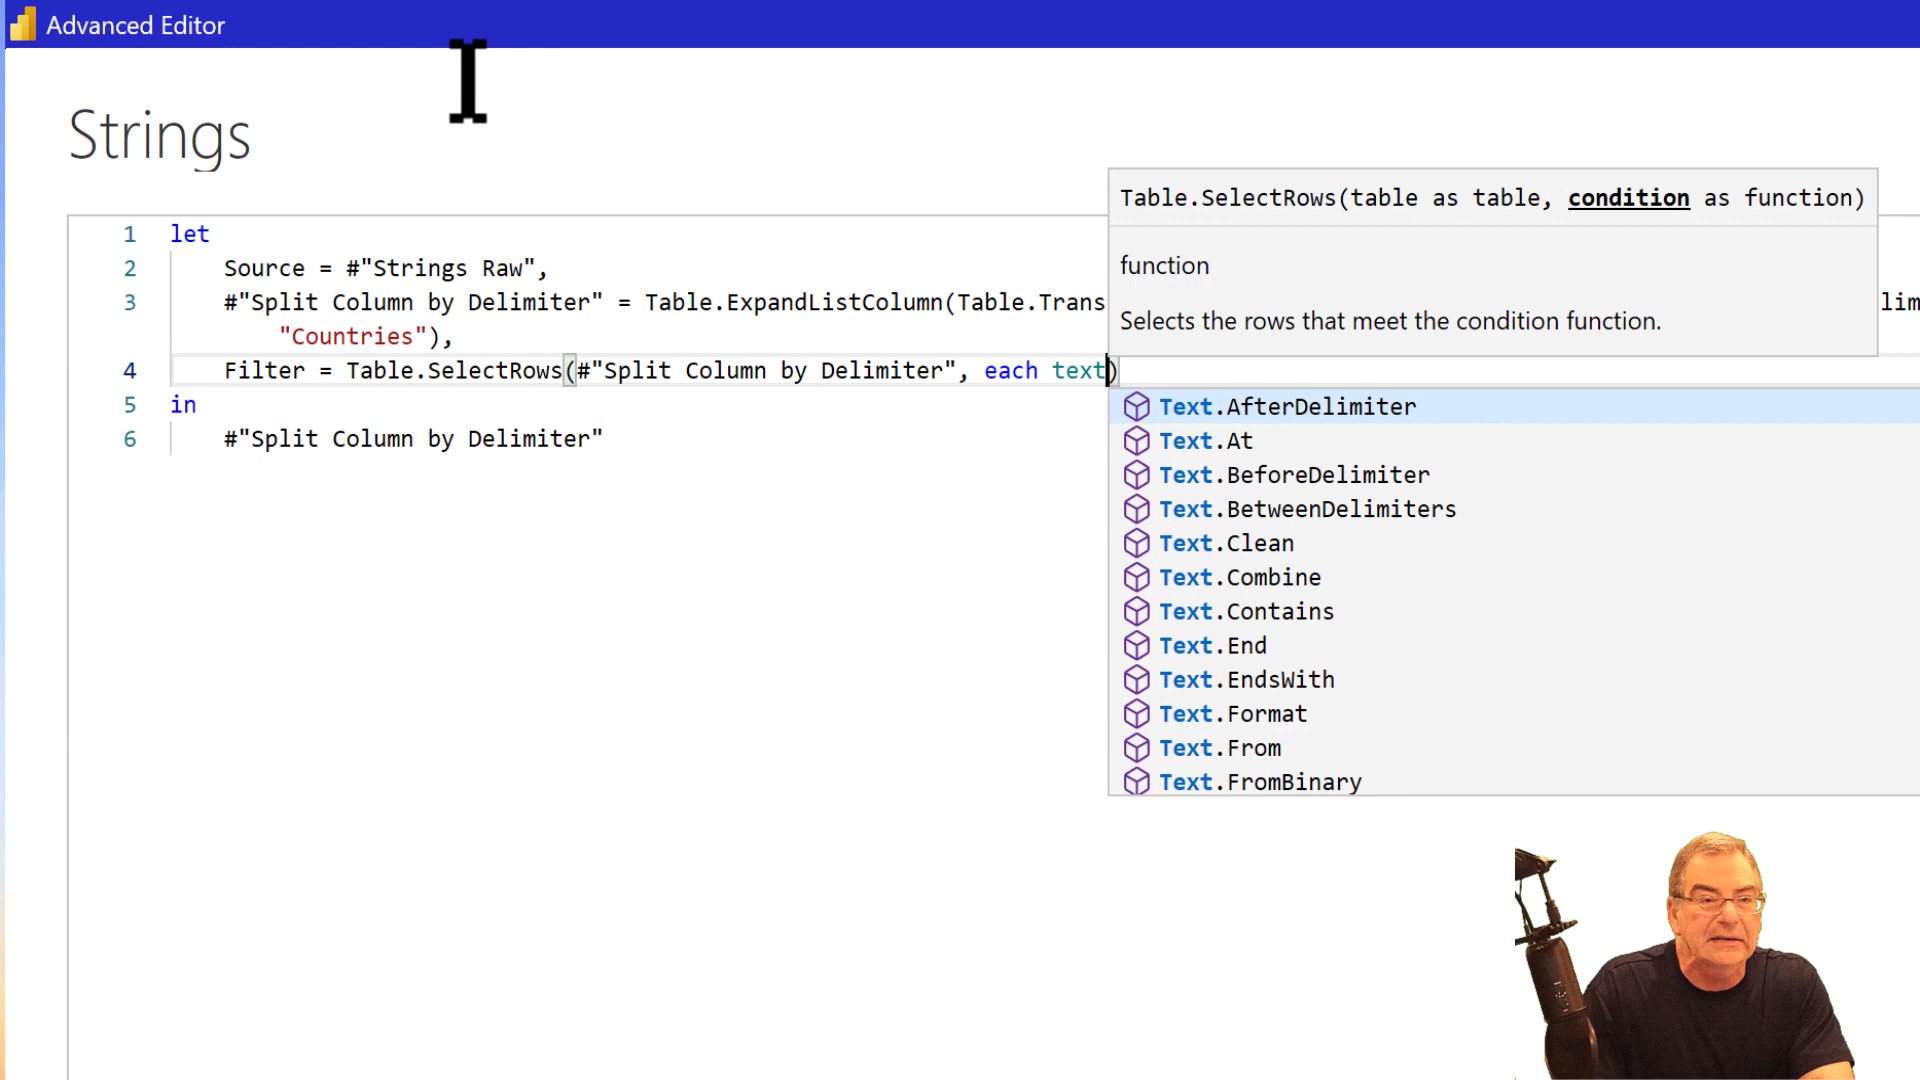 Advanced Editor
Strings
Table.SelectRows(table as table, condition as function)
function
Selects the rows that meet the condition function.
1 let
2 Source = #"Strings Raw",
3 #"Split Column by Delimiter" = Table.ExpandListColumn(Table.Trans lim
"Countries"),
4 Filter = Table.SelectRows(#"Split Column by Delimiter", each text)
5 in
6 #"Split Column by Delimiter"
Text.AfterDelimiter
Text.At
Text.BeforeDelimiter
Text.BetweenDelimiters
Text.Clean
Text.Combine
Text.Contains
Text.End
Text.EndsWith
Text.Format
Text.From
Text.FromBinary